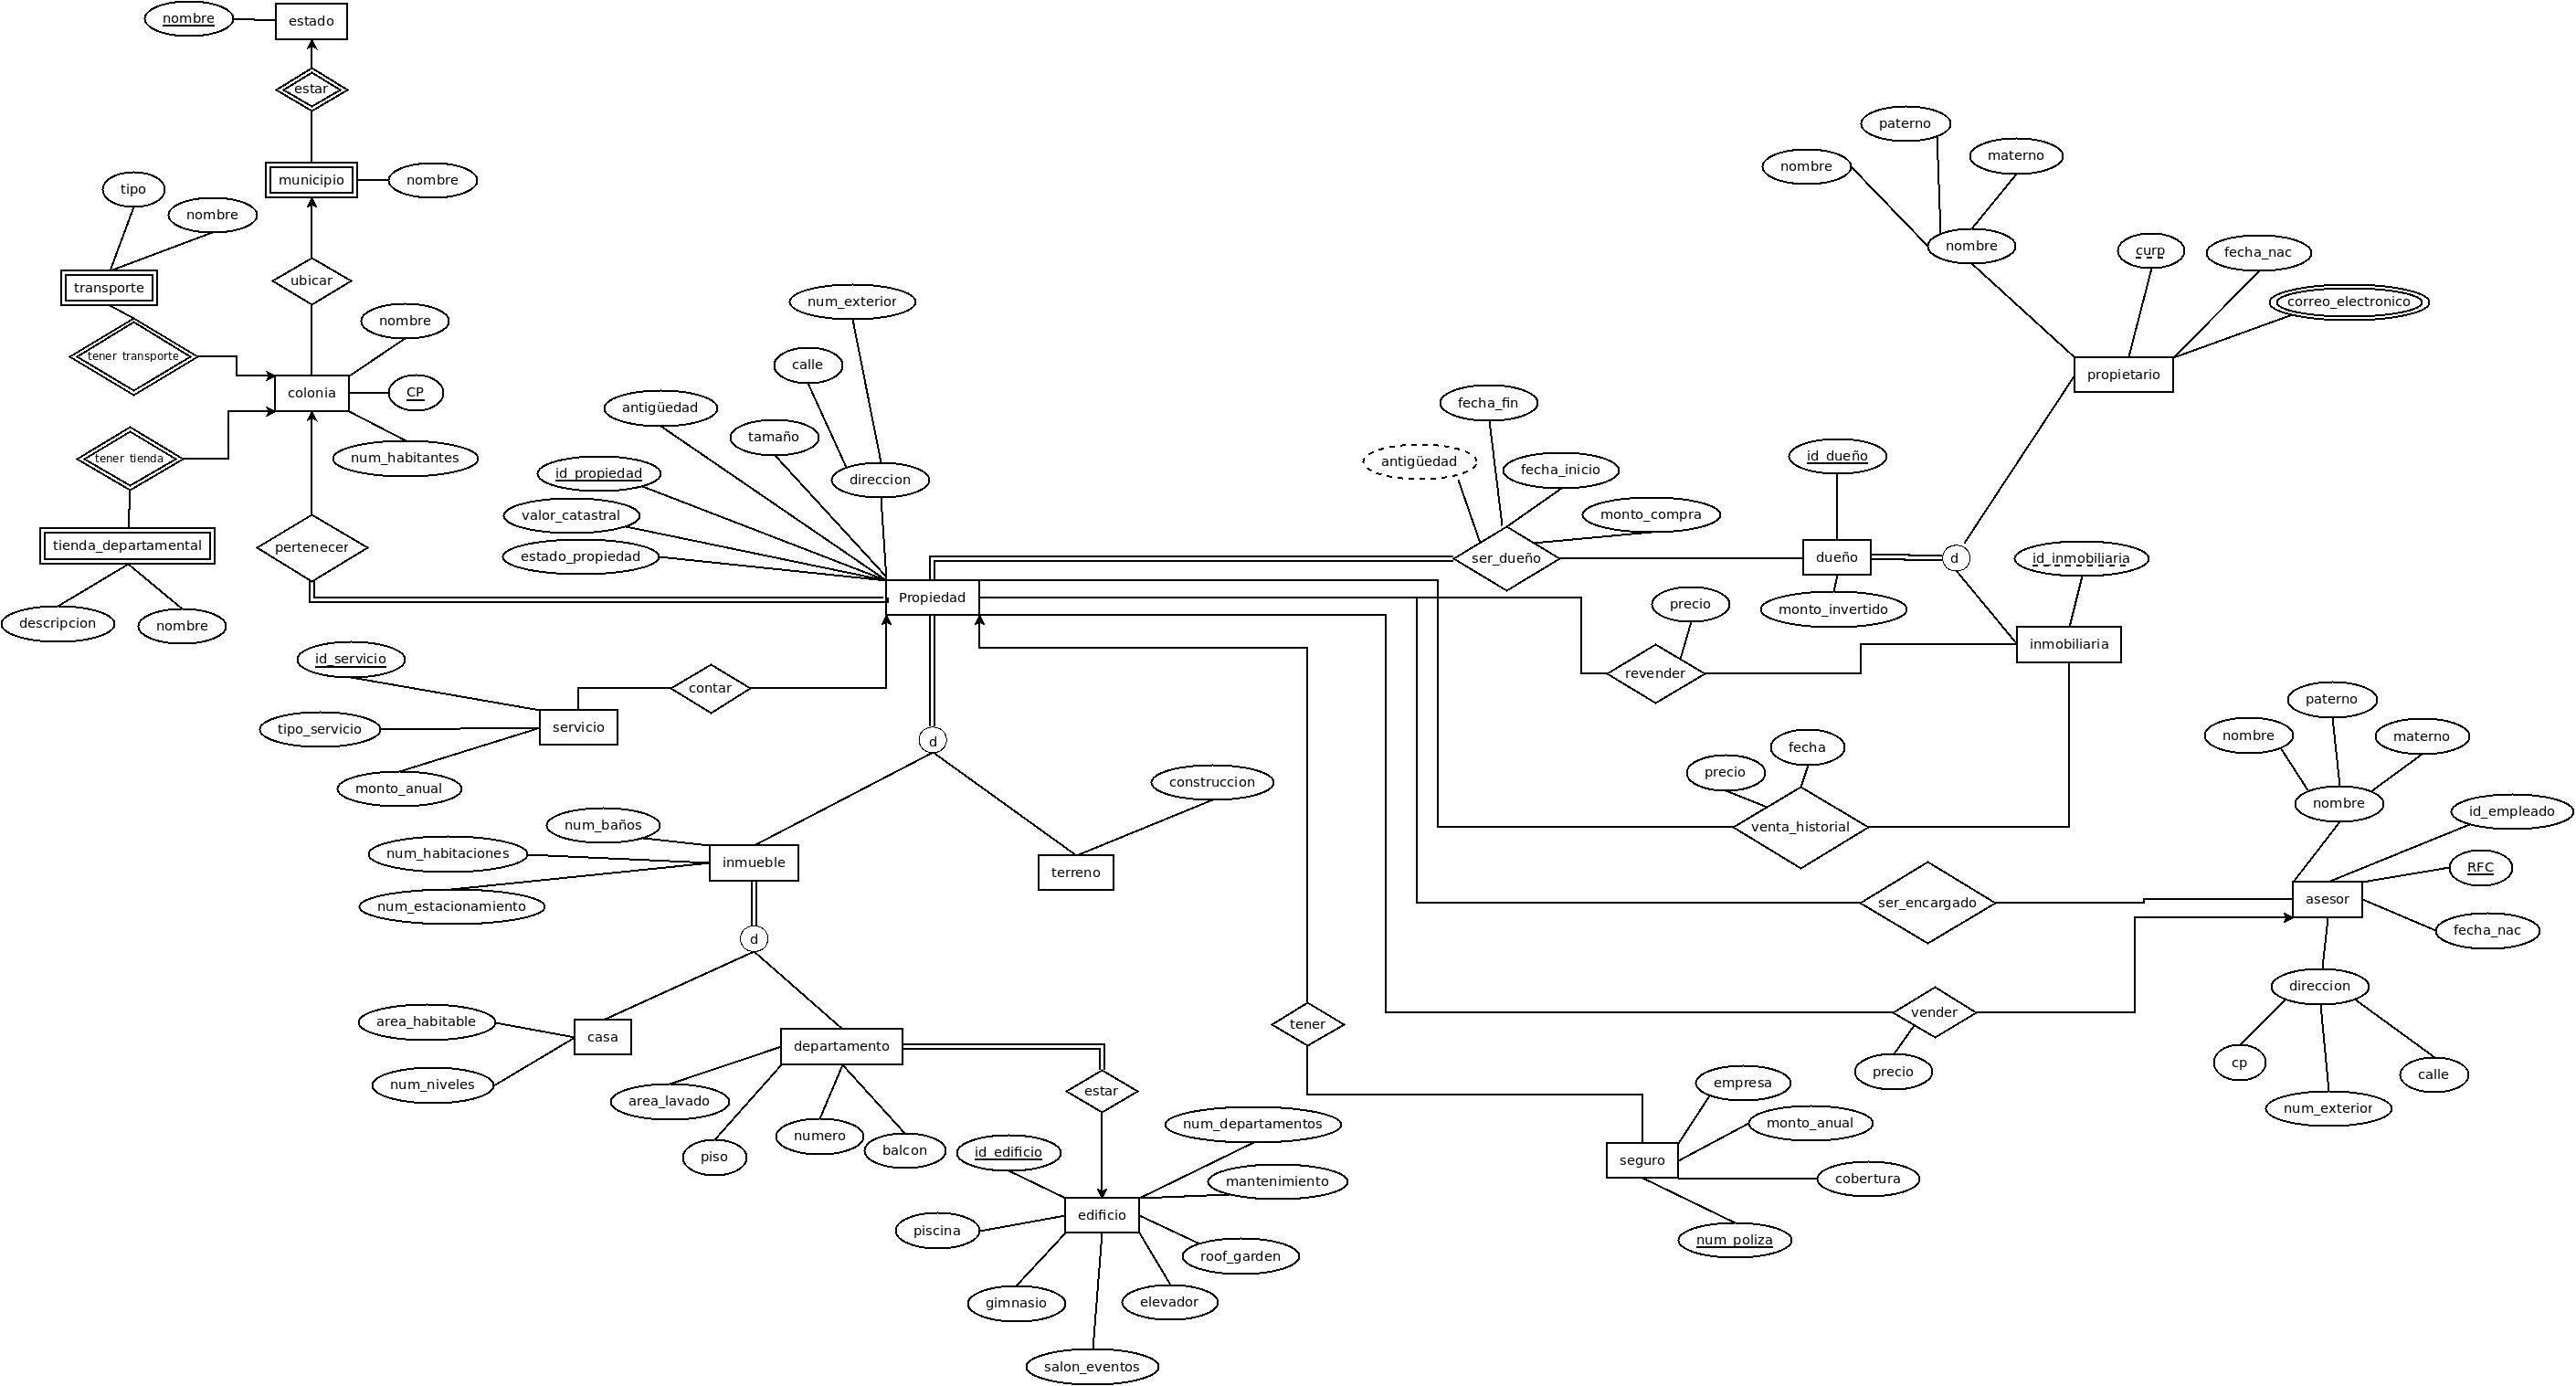 nombre
estado
estar
municipio
nombre
tipo
nombre
transporte
ubicar
tener transporte
nombre
colonia
CP
num_habitantes
tener tienda
tienda_departamental
descripcion
nombre
pertenecer
num_exterior
calle
antigüedad
tamaño
direccion
id_propiedad
valor_catastral
estado_propiedad
Propiedad
id_servicio
contar
tipo_servicio
servicio
monto_anual
d
construccion
num_baños
num_habitaciones
inmueble
terreno
num_estacionamiento
d
area_habitable
casa
num_niveles
departamento
area_lavado
piso
numero
balcon
estar
id_edificio
num_departamentos
mantenimiento
edificio
piscina
roof_garden
gimnasio
elevador
salon_eventos
paterno
nombre
materno
nombre
curp
fecha_nac
correo_electronico
propietario
fecha_fin
antigüedad
fecha_inicio
monto_compra
ser_dueño
id_dueño
dueño
monto_invertido
d
id_inmobiliaria
inmobiliaria
precio
revender
fecha
precio
venta_historial
paterno
nombre
materno
nombre
id_empleado
RFC
asesor
fecha_nac
direccion
cp
num_exterior
calle
ser_encargado
vender
precio
tener
empresa
monto_anual
seguro
cobertura
num_poliza